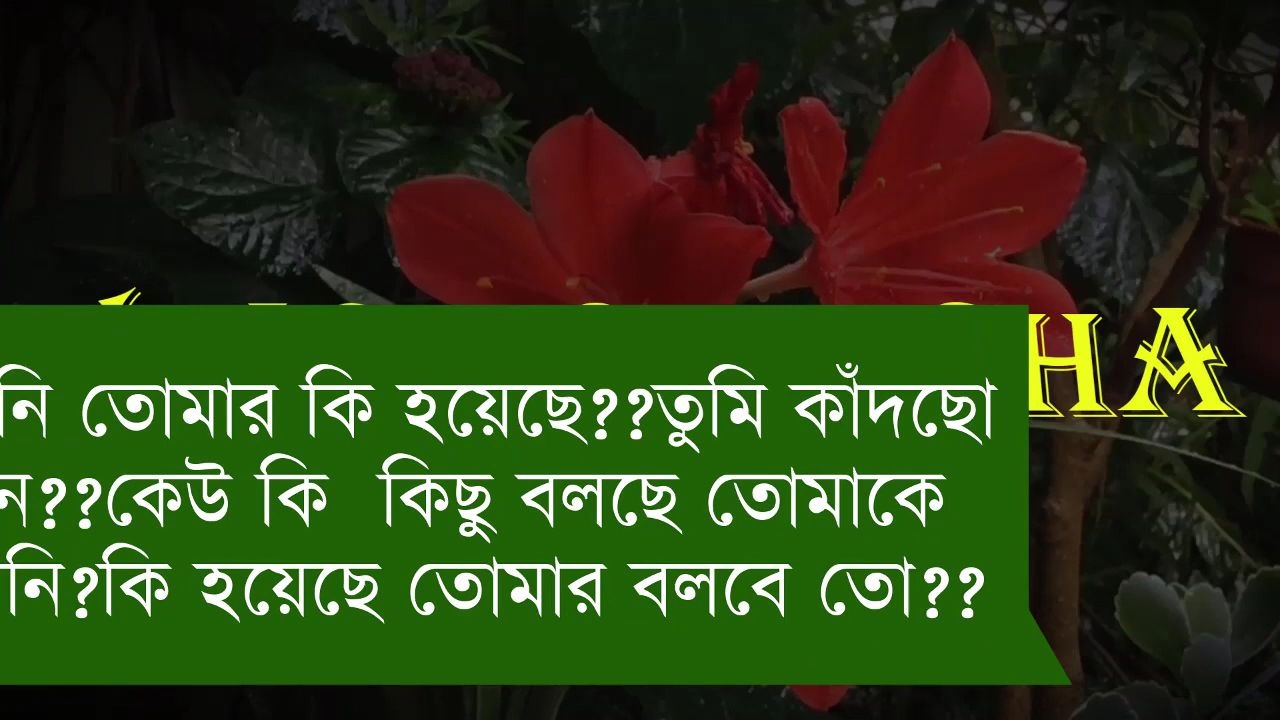 HA
নি তোমার কি হয়েছে??তুমি কাঁদছো
ন??কেউ কি কিছু বলছে তোমাকে
নি?কি হয়েছে তোমার বলবে তো??